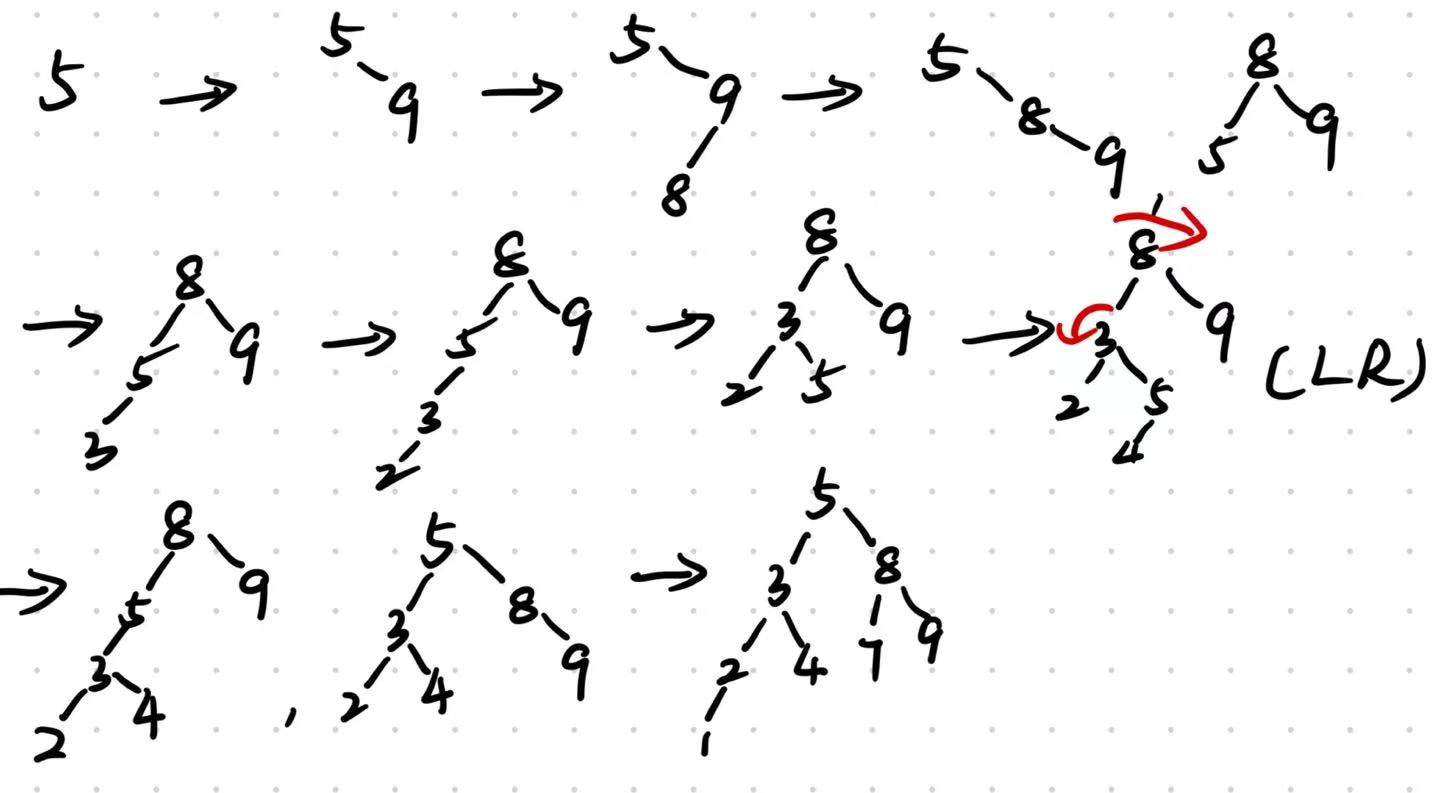 5 → 5 9 → 5 9 8 → 5 8 9 8 5 9
→ 8 5 9 3 → 8 5 9 3 2 → 8 3 9 2 5 → 8 3 9 2 5 4 (LR)
→ 8 5 9 3 2 4 , 5 3 8 2 4 9 → 5 3 8 2 4 7 9 1